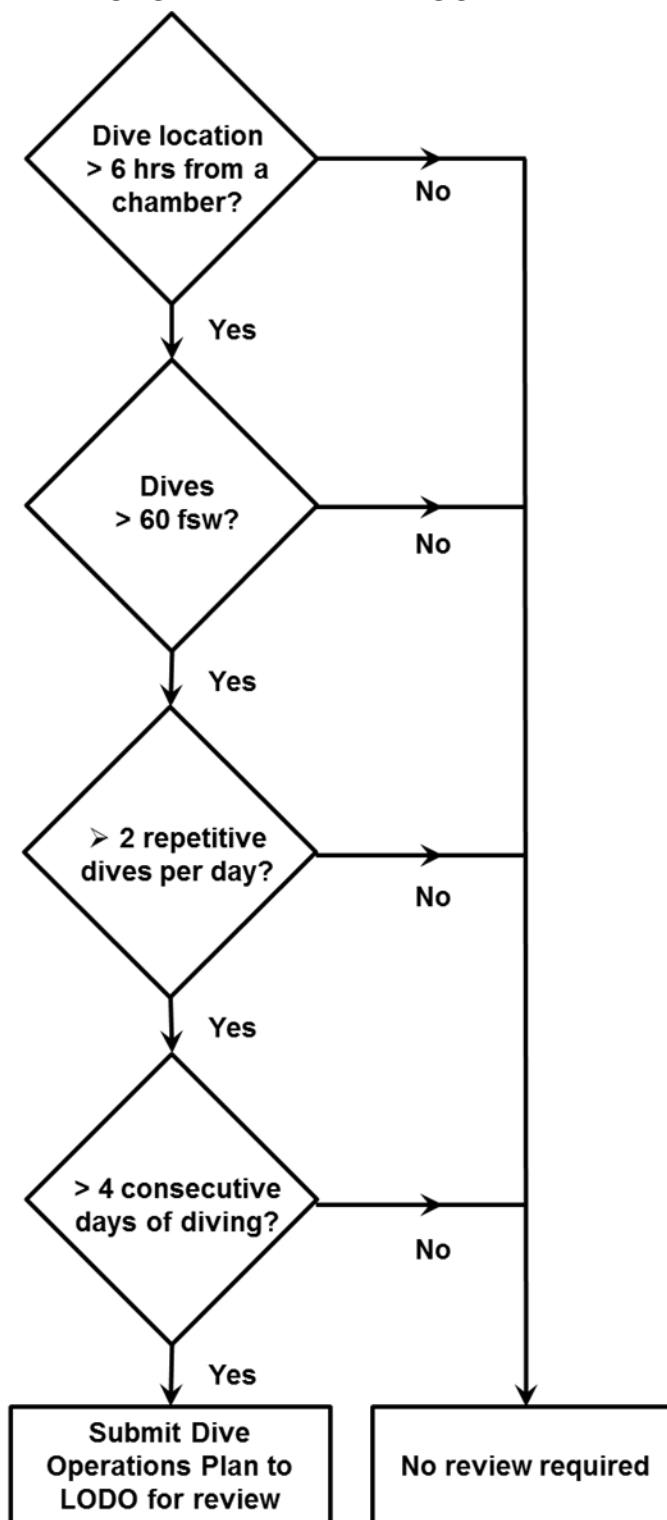 Dive location
> 6 hrs from a
chamber?
No
Yes
Dives
> 60 fsw?
No
Yes
➢ 2 repetitive
dives per day?
No
Yes
> 4 consecutive
days of diving?
No
Yes
Submit Dive
Operations Plan to
LODO for review
No review required